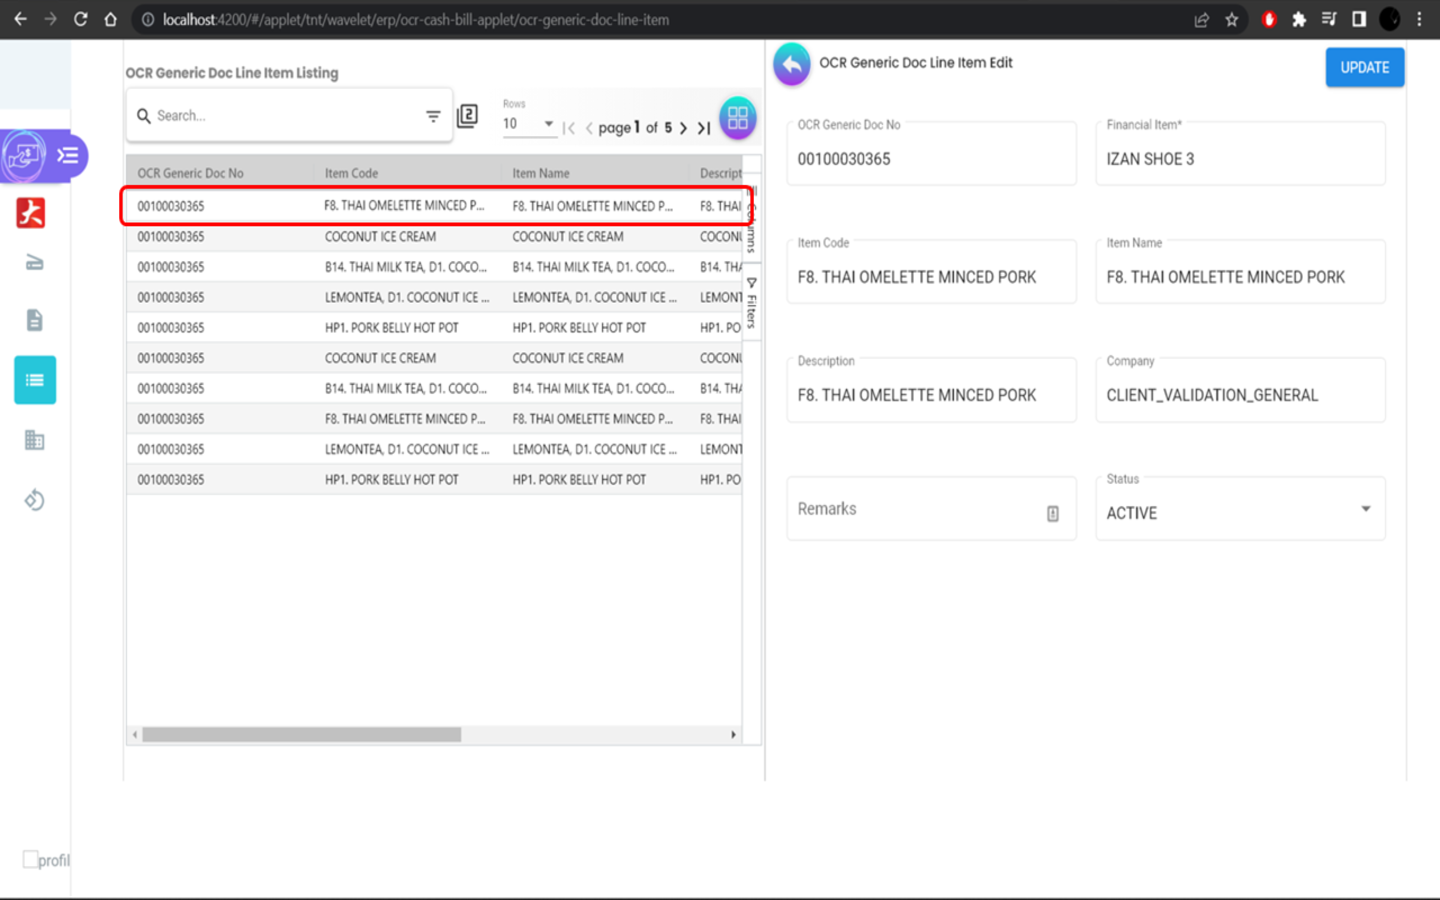 localhost:4200/#/applet/tnt/wavelet/erp/ocr-cash-bill-applet/ocr-generic-doc-line-item
OCR Generic Doc Line Item Listing
Search...
2
Rows
10
page 1 of 5
OCR Generic Doc No Item Code Item Name Descript
00100030365 F8. THAI OMELETTE MINCED P... F8. THAI OMELETTE MINCED P... F8. THAI
00100030365 COCONUT ICE CREAM COCONUT ICE CREAM COCONU
00100030365 B14. THAI MILK TEA, D1. COCO... B14. THAI MILK TEA, D1. COCO... B14. THA
00100030365 LEMONTEA, D1. COCONUT ICE ... LEMONTEA, D1. COCONUT ICE ... LEMONT
00100030365 HP1. PORK BELLY HOT POT HP1. PORK BELLY HOT POT HP1. PO
00100030365 COCONUT ICE CREAM COCONUT ICE CREAM COCONU
00100030365 B14. THAI MILK TEA, D1. COCO... B14. THAI MILK TEA, D1. COCO... B14. THA
00100030365 F8. THAI OMELETTE MINCED P... F8. THAI OMELETTE MINCED P... F8. THAI
00100030365 LEMONTEA, D1. COCONUT ICE ... LEMONTEA, D1. COCONUT ICE ... LEMONT
00100030365 HP1. PORK BELLY HOT POT HP1. PORK BELLY HOT POT HP1. PO
Columns
Filters
OCR Generic Doc Line Item Edit
UPDATE
OCR Generic Doc No
00100030365
Financial Item*
IZAN SHOE 3
Item Code
F8. THAI OMELETTE MINCED PORK
Item Name
F8. THAI OMELETTE MINCED PORK
Description
F8. THAI OMELETTE MINCED PORK
Company
CLIENT_VALIDATION_GENERAL
Remarks
Status
ACTIVE
profil